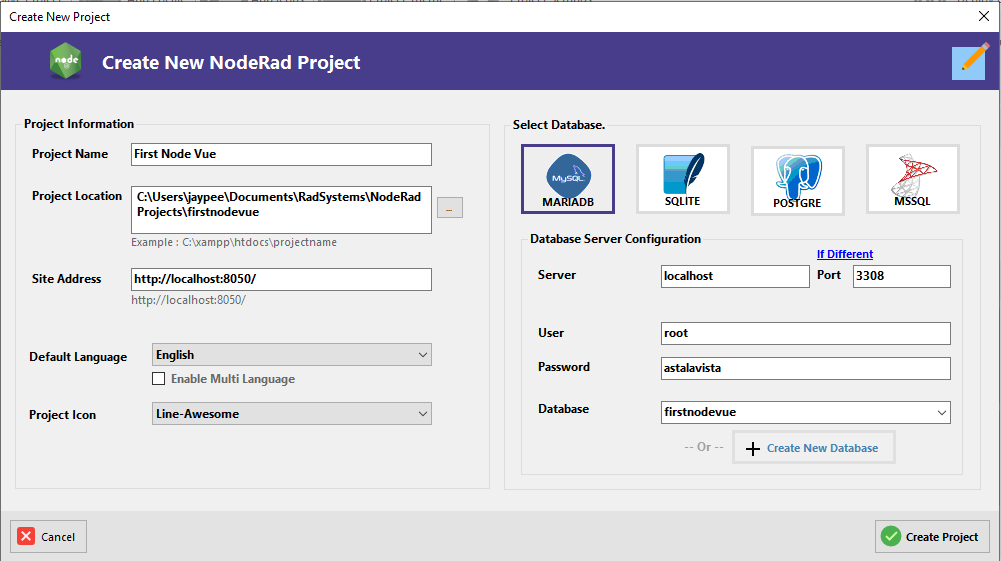 Create New Project
node
Create New NodeRad Project
Project Information
Project Name
First Node Vue
Project Location
C:\Users\jaypee\Documents\RadSystems\NodeRad
Projects\firstnodevue
..
Example : C:\xampp\htdocs\projectname
Site Address
http://localhost:8050/
http://localhost:8050/
Default Language
English
Enable Multi Language
Project Icon
Line-Awesome
Select Database.
MySQL
MARIADB
SQLITE
POSTGRE
MSSQL
Database Server Configuration
If Different
Server
localhost
Port
3308
User
root
Password
astalavista
Database
firstnodevue
-- Or --
Create New Database
Cancel
Create Project